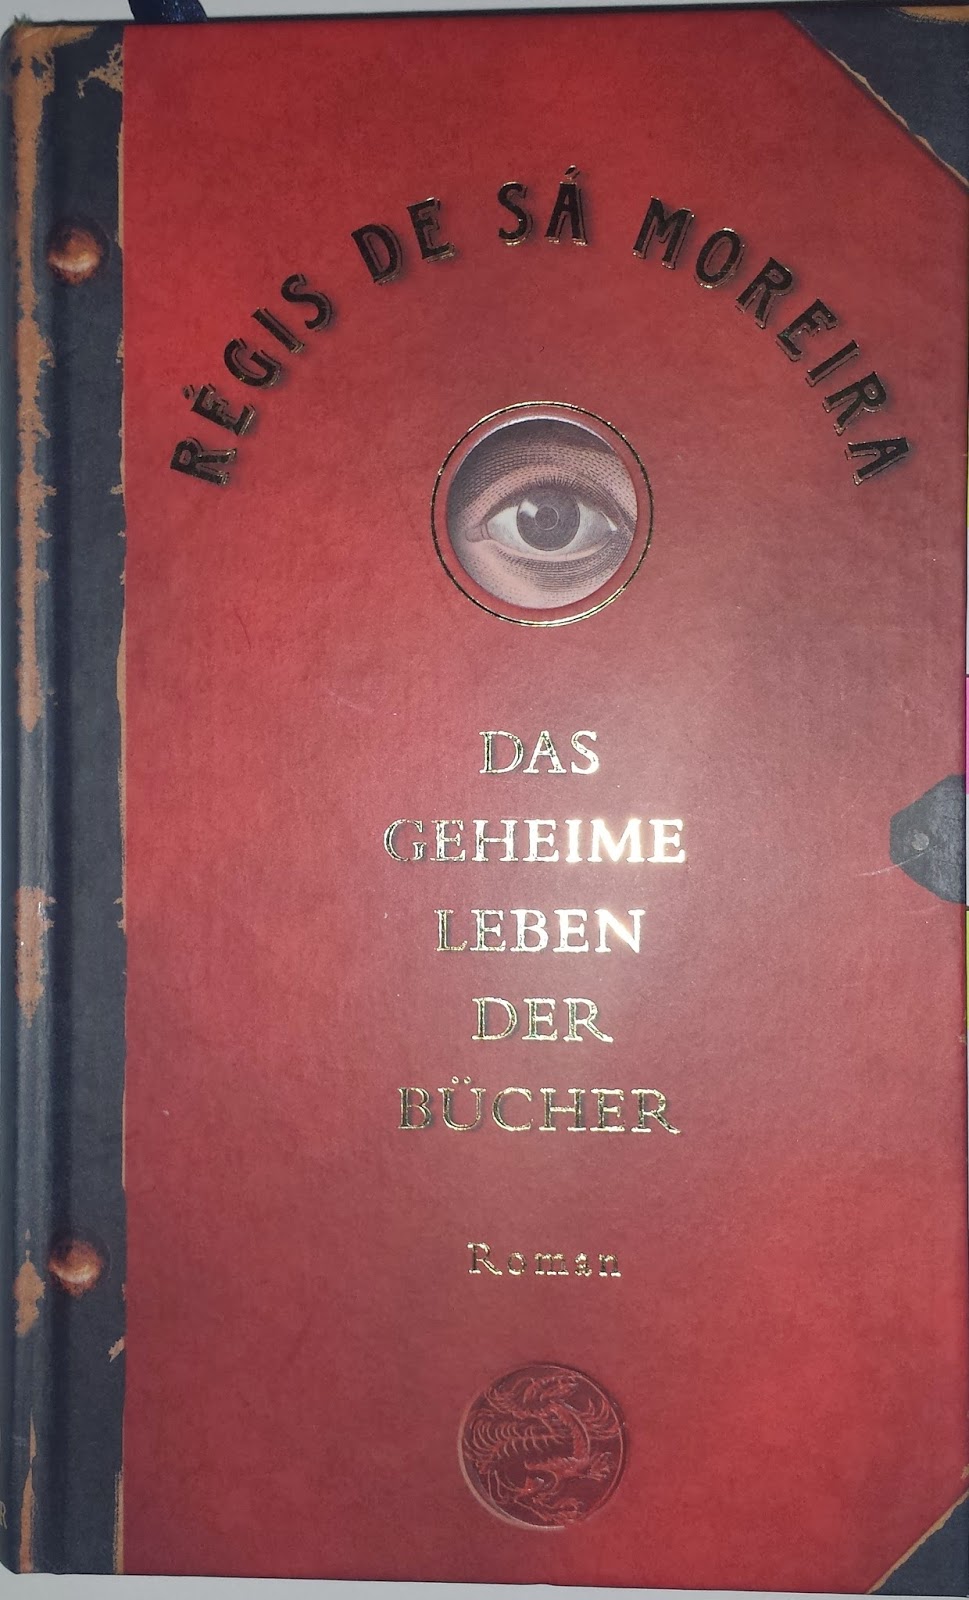 RÉGIS DE SÁ MOREIRA
DAS
GEHEIME
LEBEN
DER
BÜCHER
Roman